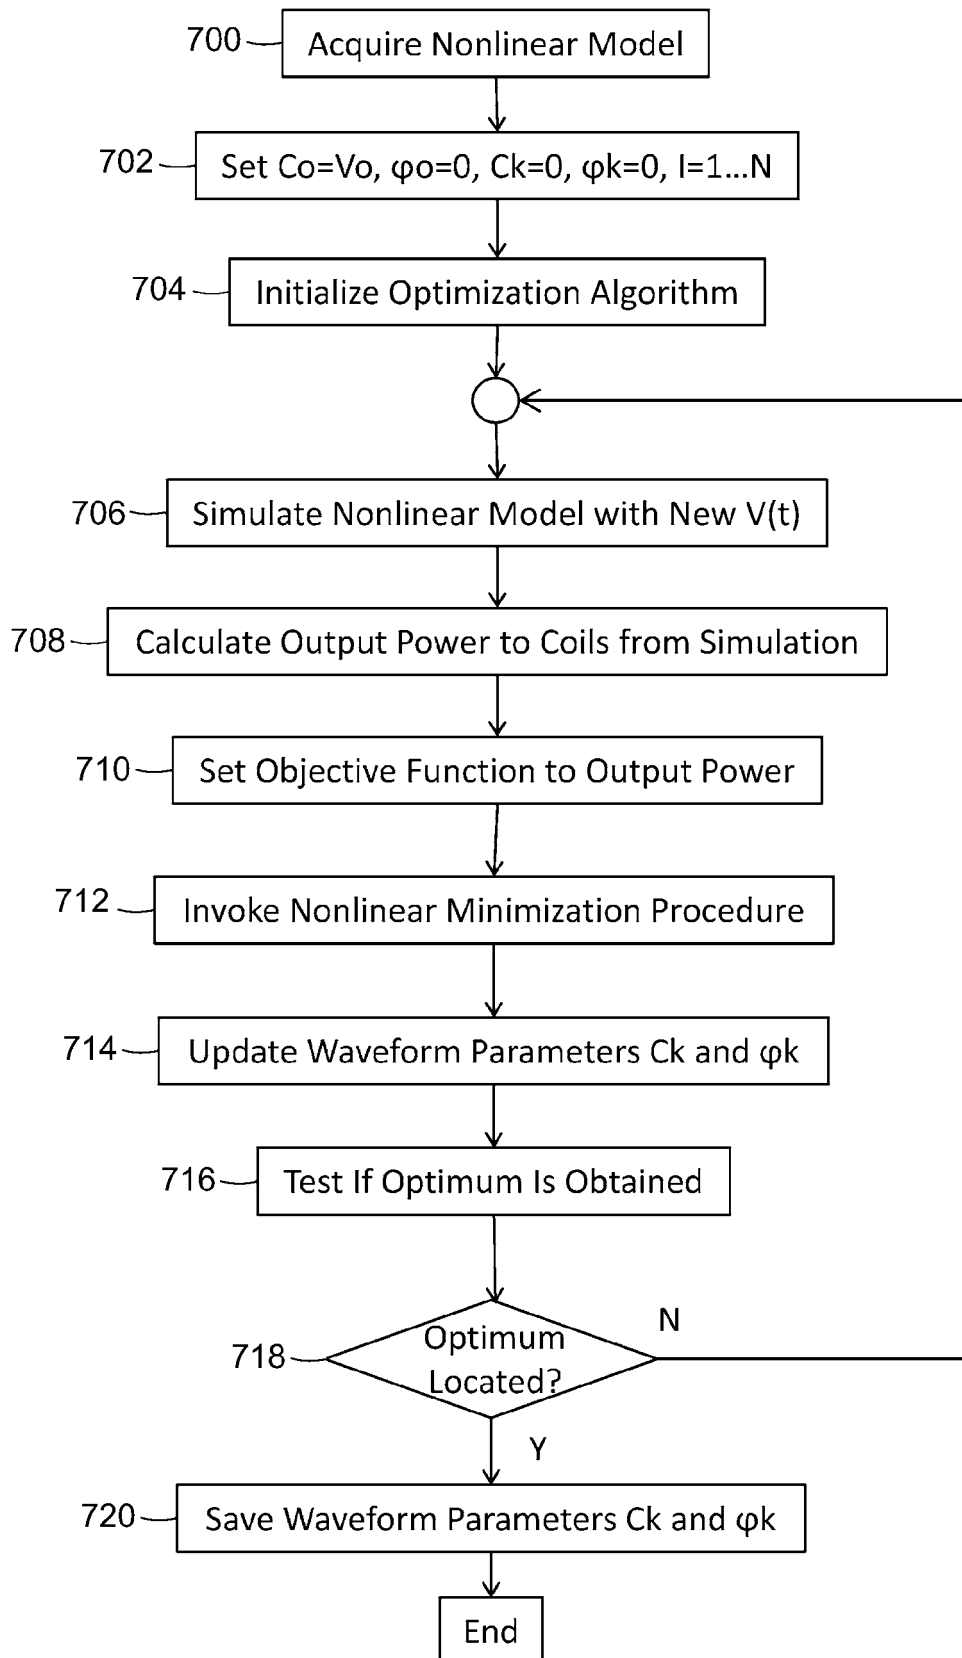 700 Acquire Nonlinear Model
702 Set Co=Vo, φo=0, Ck=0, φk=0, I=1...N
704 Initialize Optimization Algorithm
706 Simulate Nonlinear Model with New V(t)
708 Calculate Output Power to Coils from Simulation
710 Set Objective Function to Output Power
712 Invoke Nonlinear Minimization Procedure
714 Update Waveform Parameters Ck and φk
716 Test If Optimum Is Obtained
N
Optimum
718 Located?
Y
720 Save Waveform Parameters Ck and φk
End